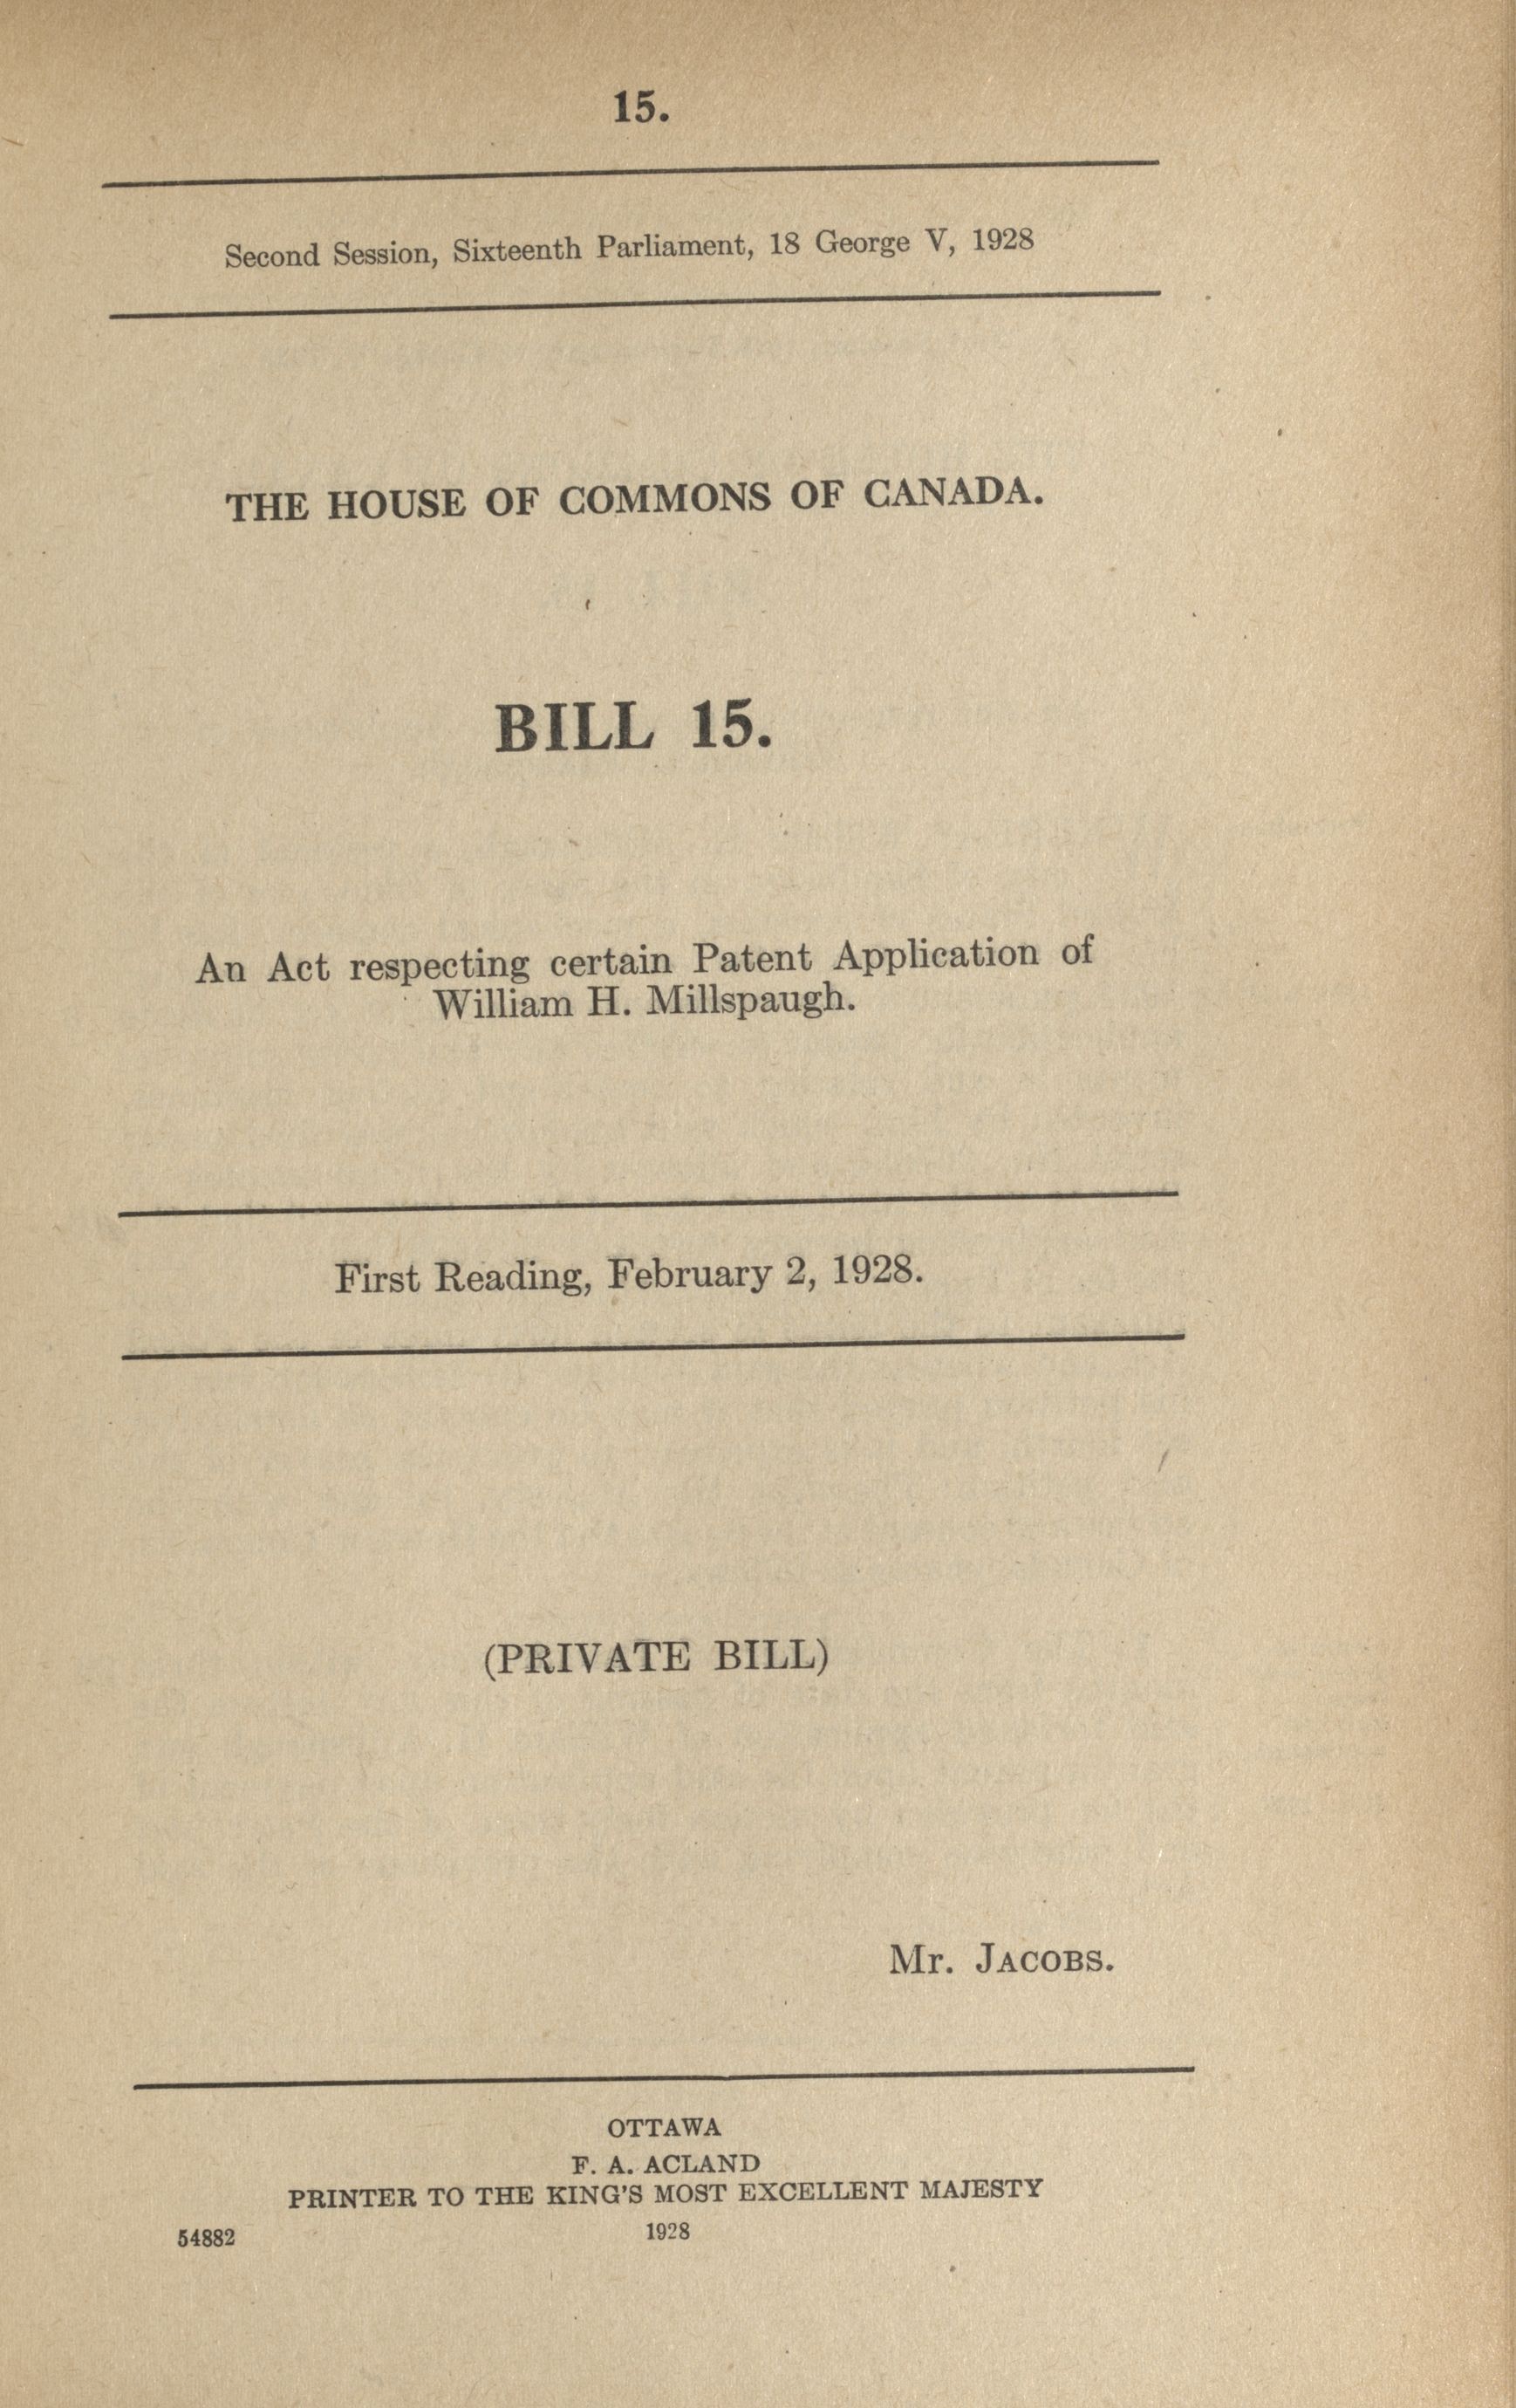 15.
Second Session, Sixteenth Parliament, 18 George V, 1928
THE HOUSE OF COMMONS OF CANADA.
BILL 15.
An Act respecting certain Patent Application of
William H. Millspaugh.
First Reading, February 2, 1928.
(PRIVATE BILL)
Mr. JACOBS.
OTTAWA
F. A. ACLAND
PRINTER TO THE KING'S MOST EXCELLENT MAJESTY
1928
54882